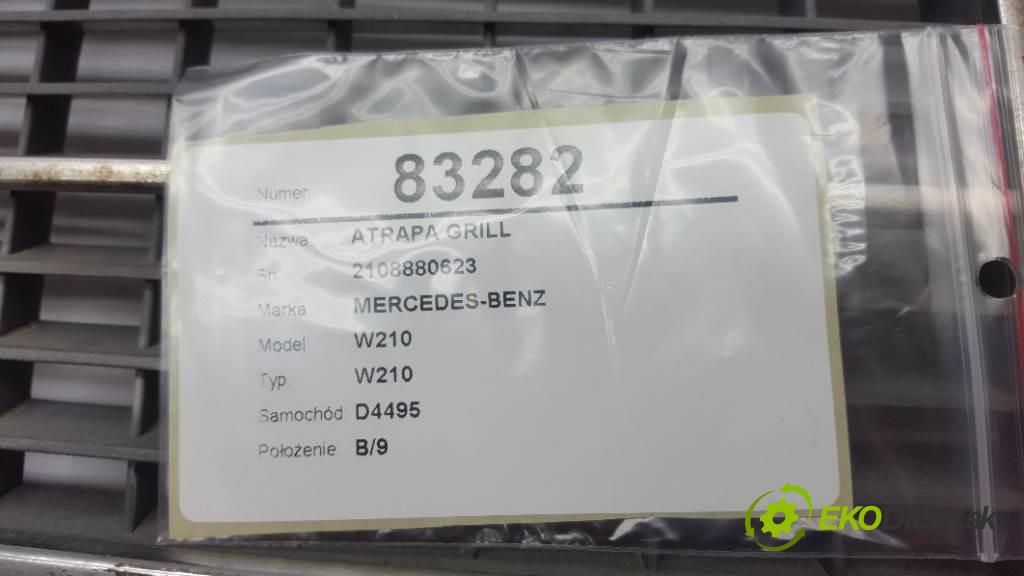 Numer 83282
Nazwa ATRAPA GRILL
Sn 2108880623
Marka MERCEDES-BENZ
Model W210
Typ: W210
Samochód: D4495
Położenie: B/9